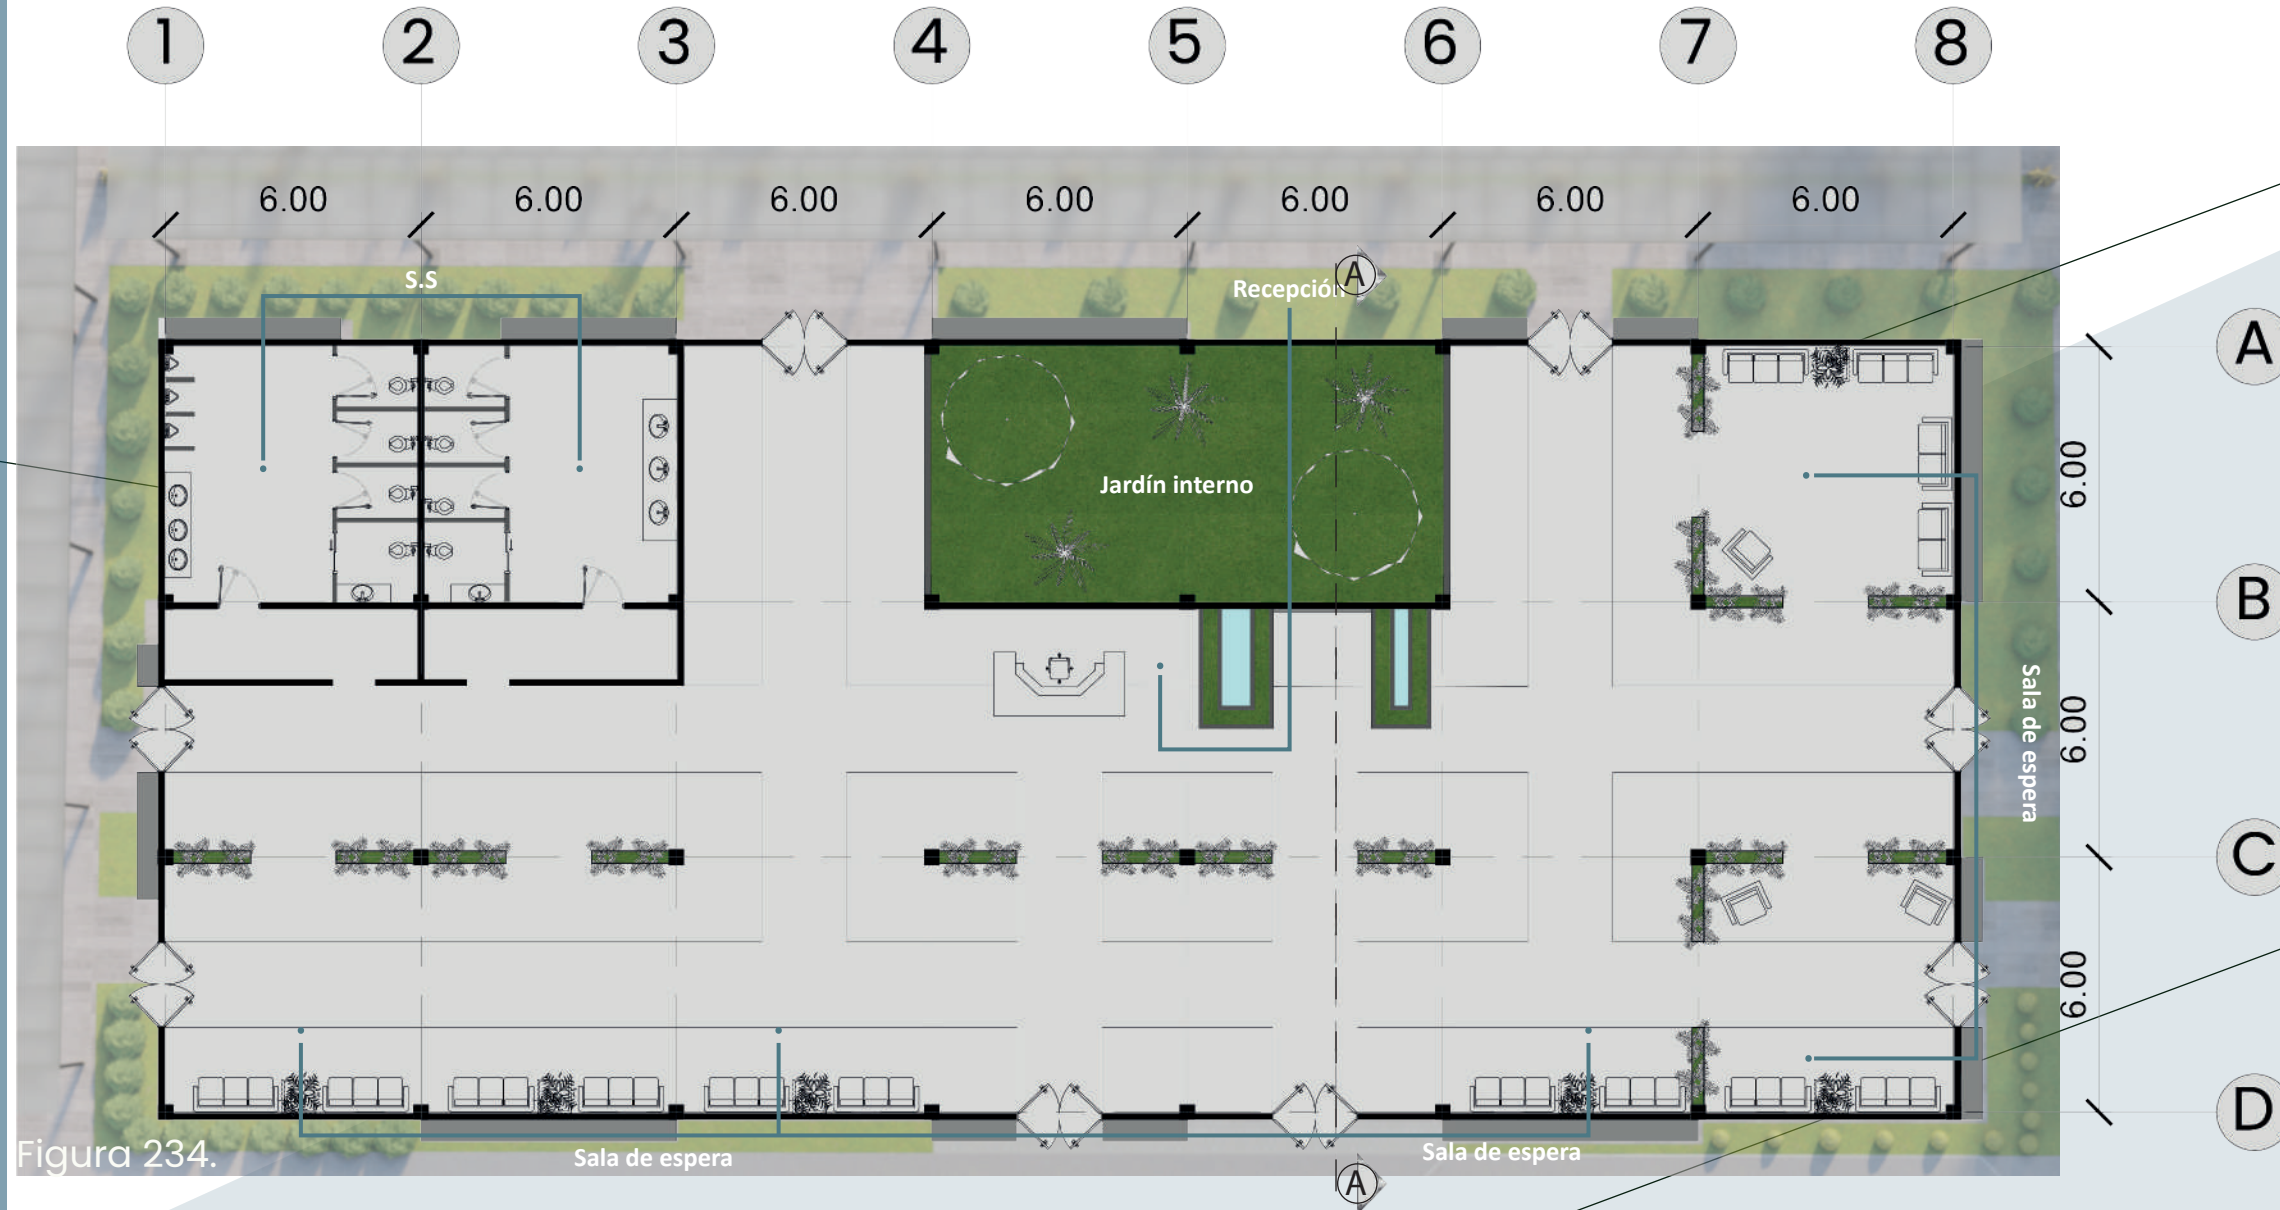 1 2 3 4 5 6 7 8
6.00 6.00 6.00 6.00 6.00 6.00 6.00
S.S
Recepción
A
A
Jardín interno
6.00
B
Sala de espera
6.00
C
6.00
D
Sala de espera
Sala de espera
Figura 234.
A